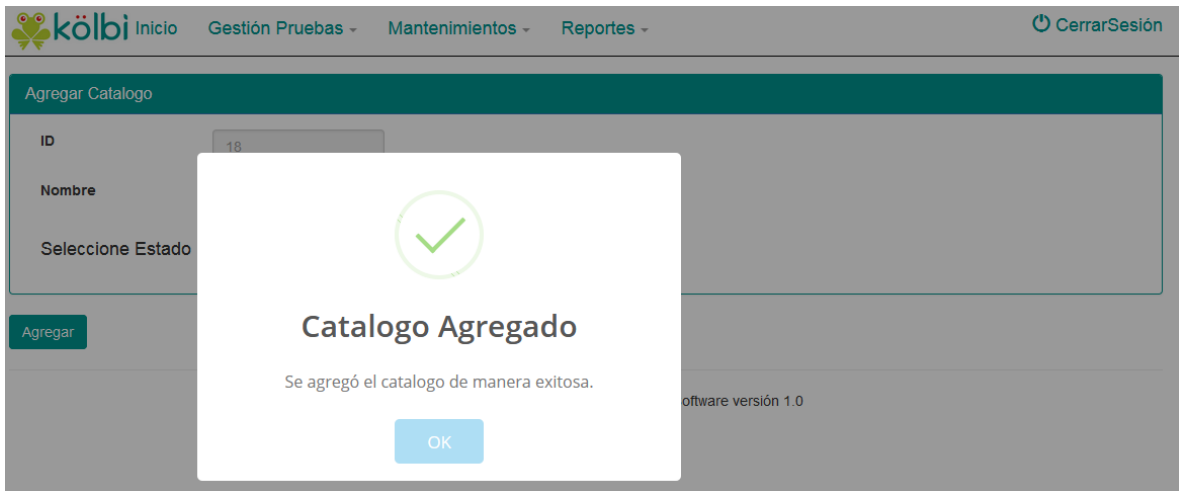 kölbi Inicio Gestión Pruebas Mantenimientos Reportes CerrarSesión
Agregar Catalogo
ID 18
Nombre
Seleccione Estado
Catalogo Agregado
Agregar
Se agregó el catalogo de manera exitosa.
oftware versión 1.0
OK